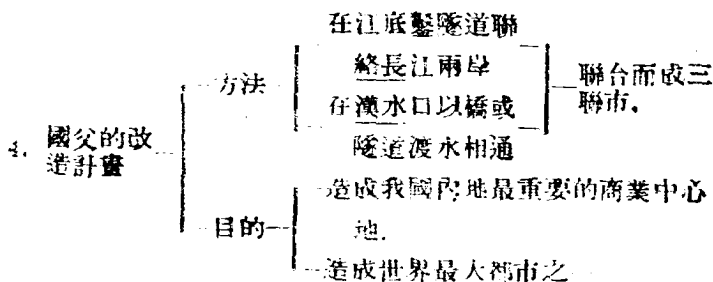 在江底鑿隧道聯
絡長江兩岸
方法
在漢水口以橋或
隧道渡水相通
聯合而成三
聯市。
4. 國父的改
造計畫
造成我國內地最重要的商業中心
地.
目的
造成世界最大都市之一